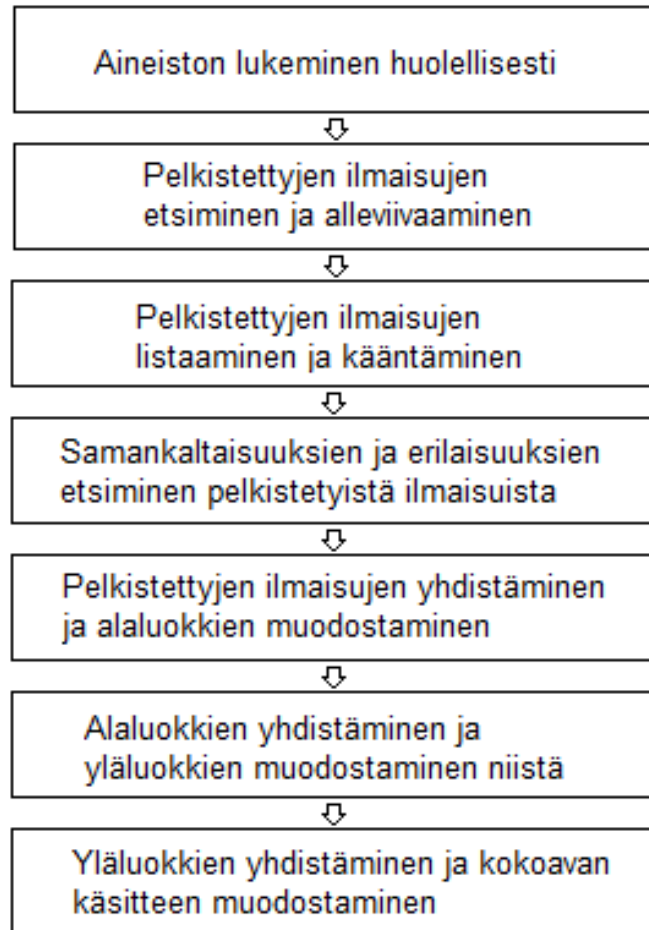 Aineiston lukeminen huolellisesti
Pelkistettyjen ilmaisujen
etsiminen ja alleviivaaminen
Pelkistettyjen ilmaisujen
listaaminen ja kääntäminen
Samankaltaisuuksien ja erilaisuuksien
etsiminen pelkistetyistä ilmaisuista
Pelkistettyjen ilmaisujen yhdistäminen
ja alaluokkien muodostaminen
Alaluokkien yhdistäminen ja
yläluokkien muodostaminen niistä
Yläluokkien yhdistäminen ja kokoavan
käsitteen muodostaminen